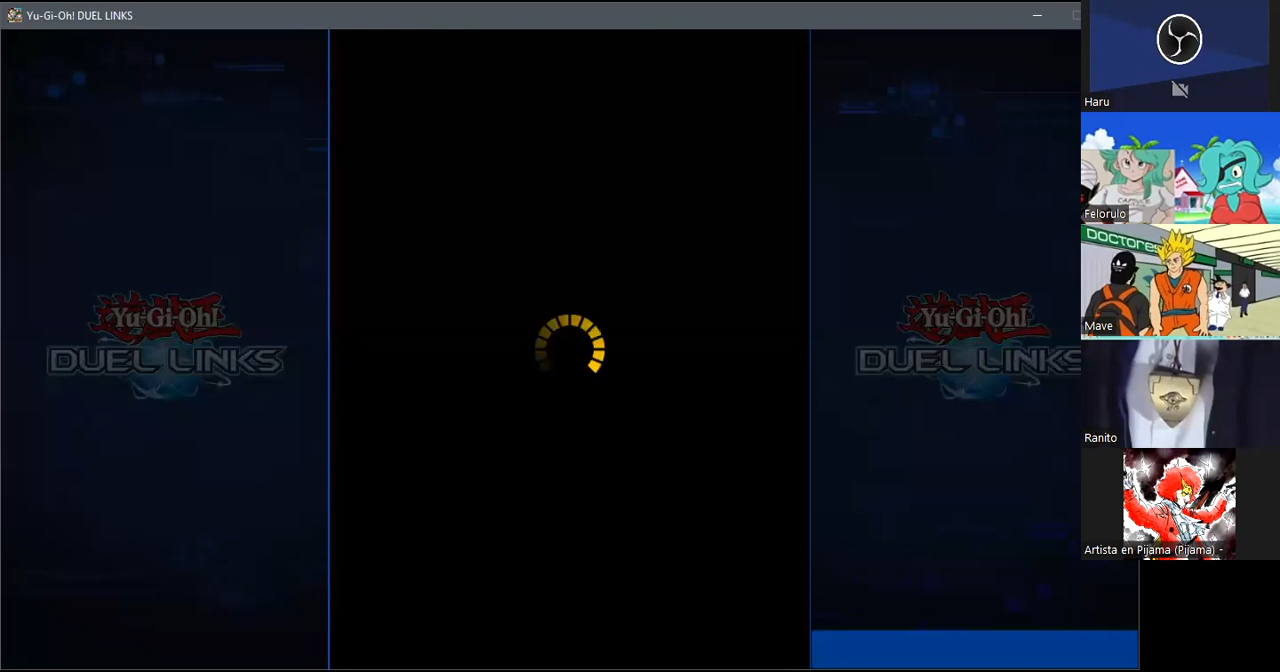 Yu-Gi-Oh! DUEL LINKS
Yu-Gi-Oh!
DUEL LINKS
Yu-Gi-Oh!
DUEL LINKS
Haru
Felorulo
DOCTORES
Mave
Ranito
Artista en Pijama (Pijama) -